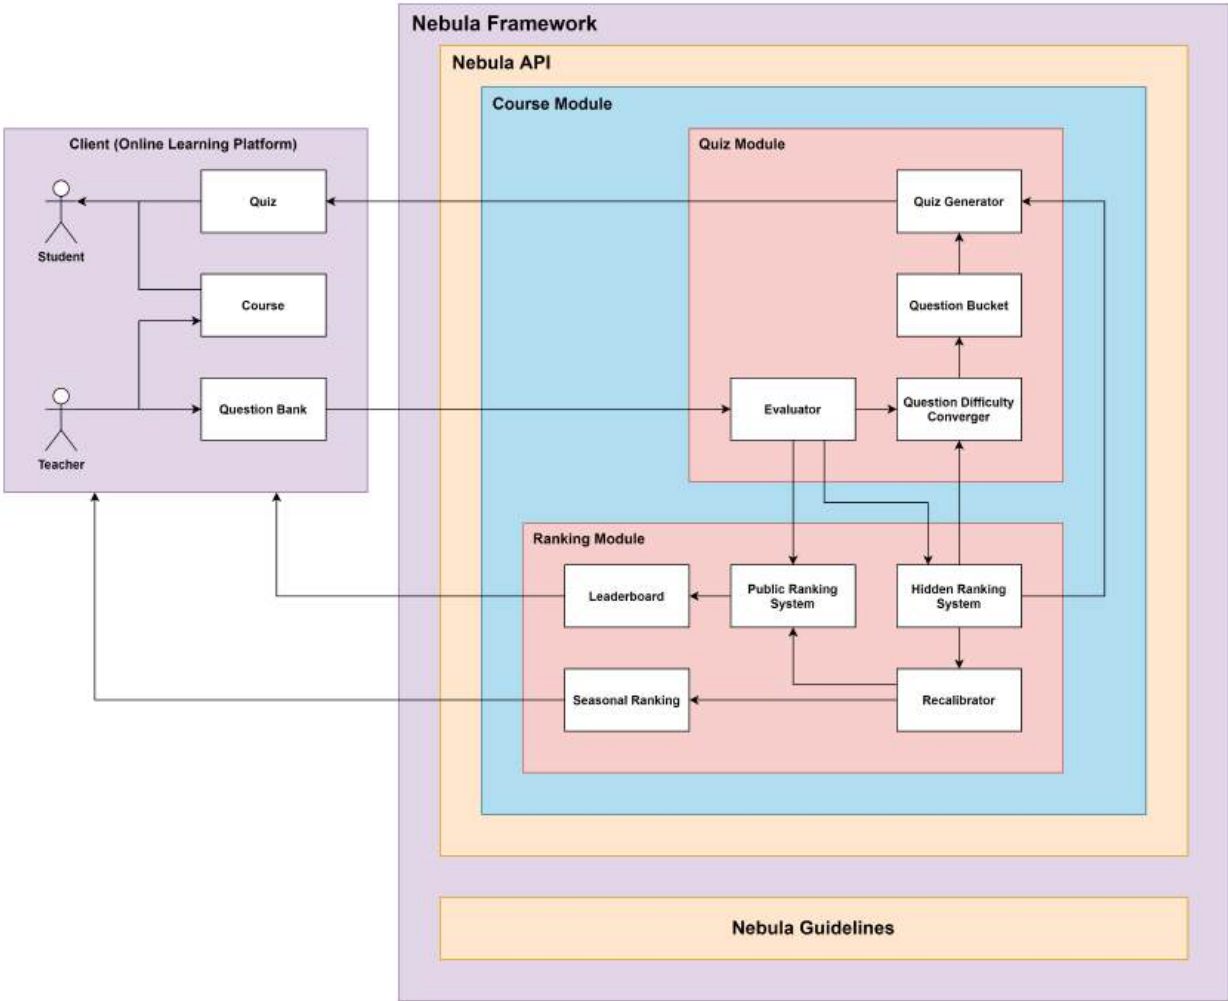 Nebula Framework
Nebula API
Course Module
Client (Online Learning Platform)
Quiz Module
Quiz
Quiz Generator
Student
Course
Question Bucket
Question Bank
Evaluator
Question Difficulty
Converger
Teacher
Ranking Module
Leaderboard
Public Ranking
System
Hidden Ranking
System
Seasonal Ranking
Recalibrator
Nebula Guidelines